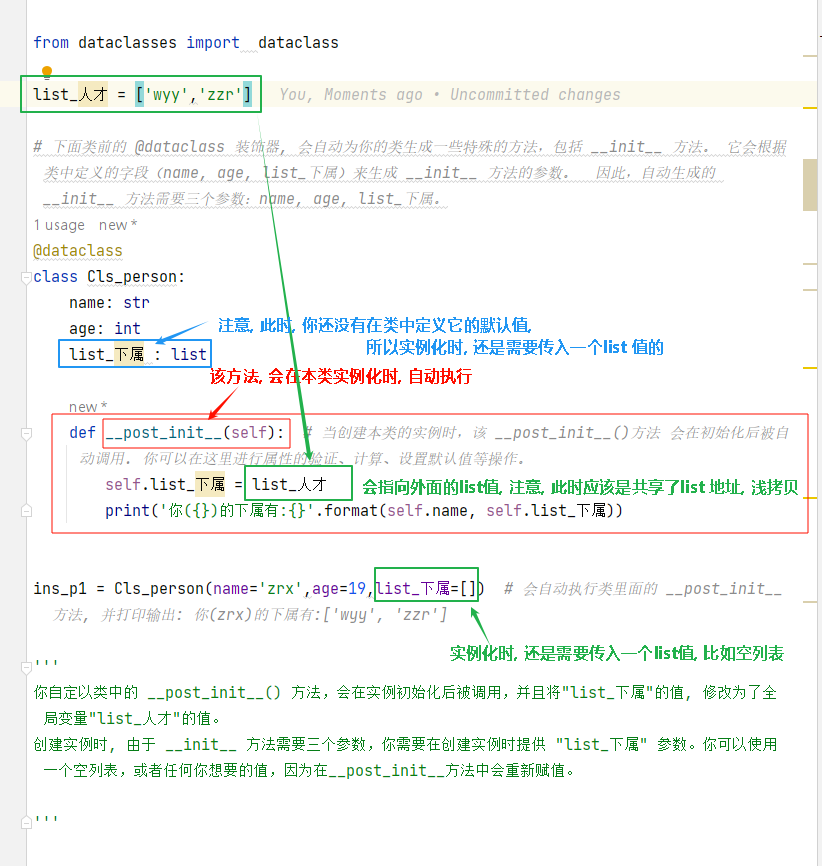 from dataclasses import  dataclass
list_人才 = ['wyy','zzr']    You, Moments ago • Uncommitted changes
# 下面类前的 @dataclass 装饰器, 会自动为你的类生成一些特殊的方法，包括 __init__ 方法. 它会根据
类中定义的字段（name, age, list_下属）来生成 __init__ 方法的参数。  因此，自动生成的
__init__ 方法需要三个参数：name, age, list_下属。
1 usage   new *
@dataclass
class Cls_person:
name: str
age: int
注意, 此时, 你还没有在类中定义它的默认值,
所以实例化时, 还是需要传入一个list 值的
list_下属 : list
该方法, 会在本类实例化时, 自动执行
new *
def __post_init__(self):  # 当创建本类的实例时，该 __post_init__()方法 会在初始化后被自
动调用. 你可以在这里进行属性的验证、计算、设置默认值等操作。
self.list_下属 = list_人才
会指向外面的list值, 注意, 此时应该是共享了list 地址, 浅拷贝
print('你({})的下属有:{}'.format(self.name, self.list_下属))
ins_p1 = Cls_person(name='zrx',age=19,list_下属=[])  # 会自动执行类里面的 __post_init__
方法, 并打印输出: 你(zrx)的下属有:['wyy', 'zzr']
实例化时, 还是需要传入一个list值, 比如空列表
'''
你自定以类中的 __post_init__() 方法，会在实例初始化后被调用，并且将"list_下属"的值, 修改为了全
局变量"list_人才"的值。
创建实例时, 由于 __init__ 方法需要三个参数，你需要在创建实例时提供 "list_下属" 参数。你可以使用
一个空列表，或者任何你想要的值，因为在__post_init__方法中会重新赋值。
'''